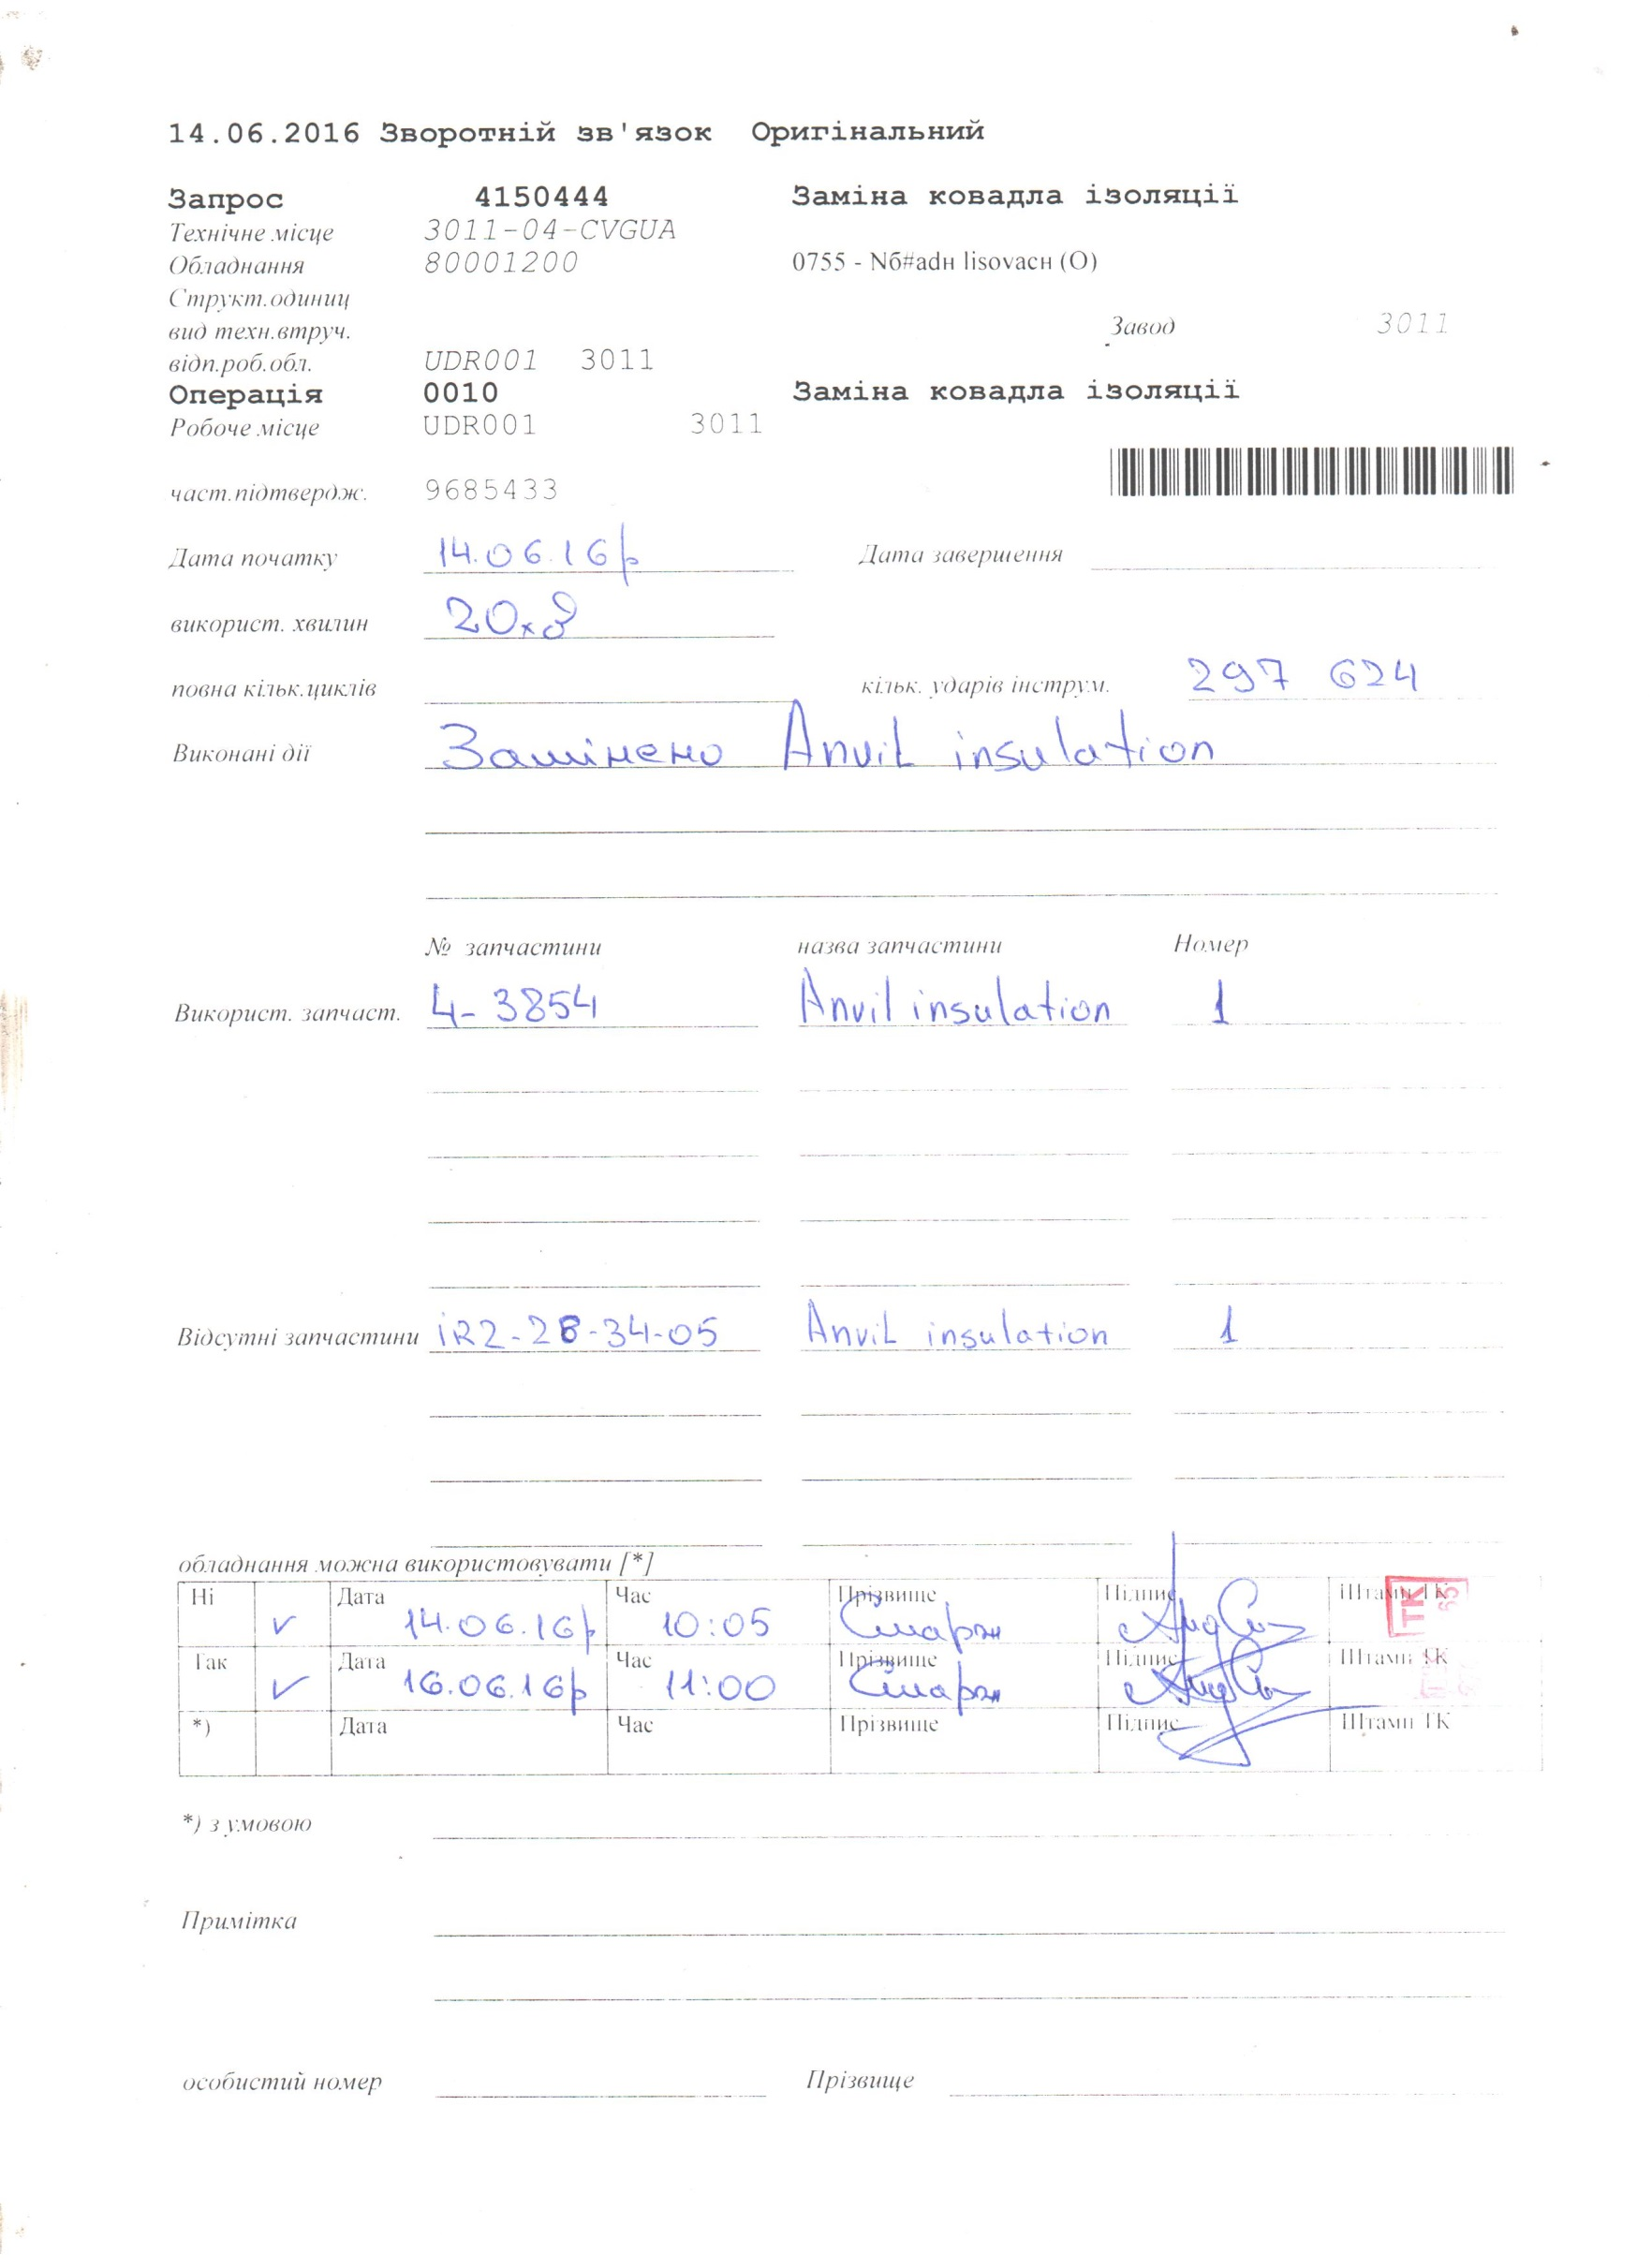 14.06.2016 Зворотній зв'язок Оригінальний
Запрос 4150444 Заміна ковадла ізоляції
Технічне місце 3011-04-CVGUA
Обладнання 80001200 0755 - Nб#adн lisovacн (O)
Структ.одиниц
вид техн.втруч. Завод 3011
відп.роб.обл. UDR001 3011
Операція 0010 Заміна ковадла ізоляції
Робоче місце UDR001 3011
част.підтвердж. 9685433
Дата початку 14.06.16р Дата завершення
використ. хвилин 20хв
повна кільк.циклів кільк. ударів інструм. 297 624
Виконані дії Замінено Anvil insulation
№ запчастини назва запчастини Номер
Використ. запчаст. 4-3854 Anvil insulation 1
Відсутні запчастини iR2-28-34-05 Anvil insulation 1
обладнання можна використовувати [*]
Ні Дата Час Прізвище Підпис Штамп ТК
14.06.16р 10:05 ТК 65
Так Дата Час Прізвище Підпис Штамп ТК
16.06.16р 11:00
*) Дата Час Прізвище Підпис Штамп ТК
*) з умовою
Примітка
особистий номер Прізвище